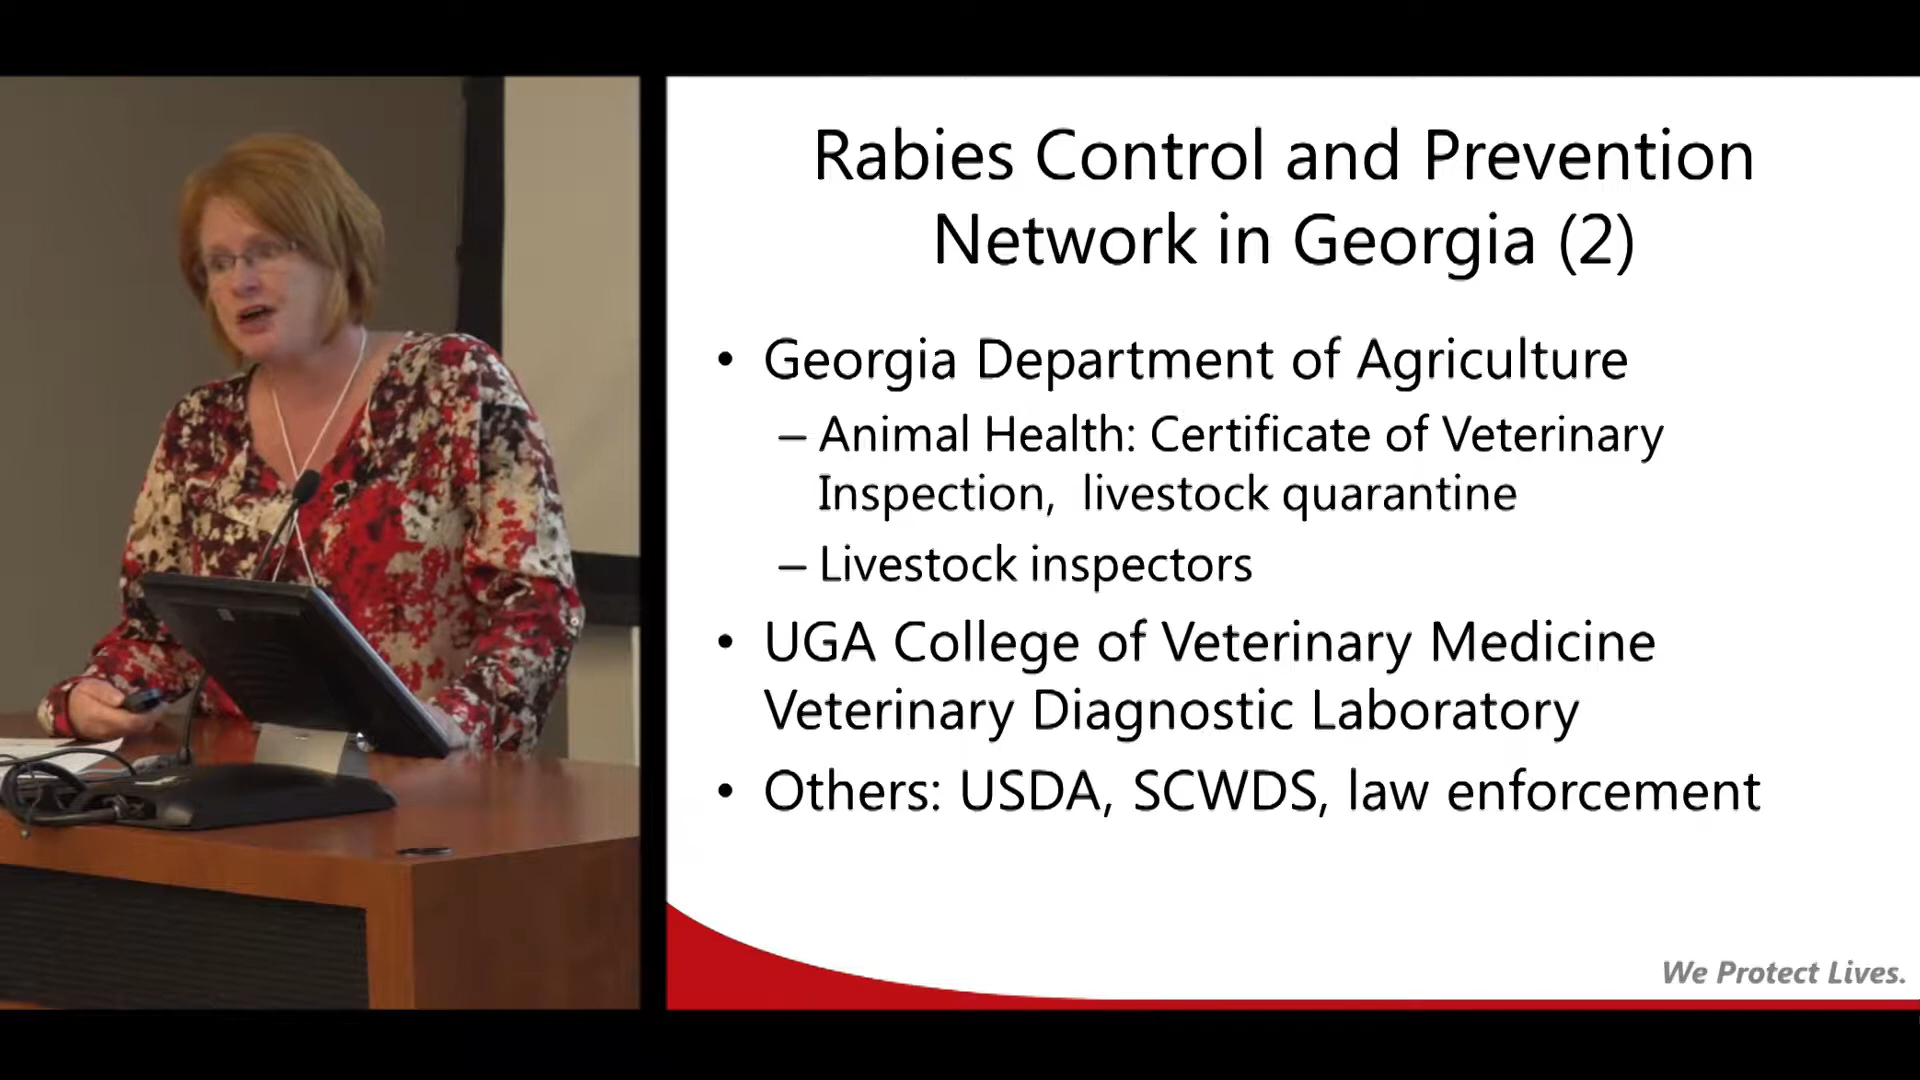 Rabies Control and Prevention
Network in Georgia (2)
• Georgia Department of Agriculture
– Animal Health: Certificate of Veterinary
Inspection, livestock quarantine
– Livestock inspectors
• UGA College of Veterinary Medicine
Veterinary Diagnostic Laboratory
• Others: USDA, SCWDS, law enforcement
We Protect Lives.